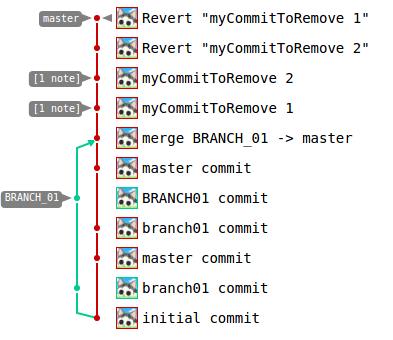 master Revert "myCommitToRemove 1"
Revert "myCommitToRemove 2"
[1 note] myCommitToRemove 2
[1 note] myCommitToRemove 1
merge BRANCH_01 -> master
master commit
BRANCH_01 BRANCH01 commit
branch01 commit
master commit
branch01 commit
initial commit